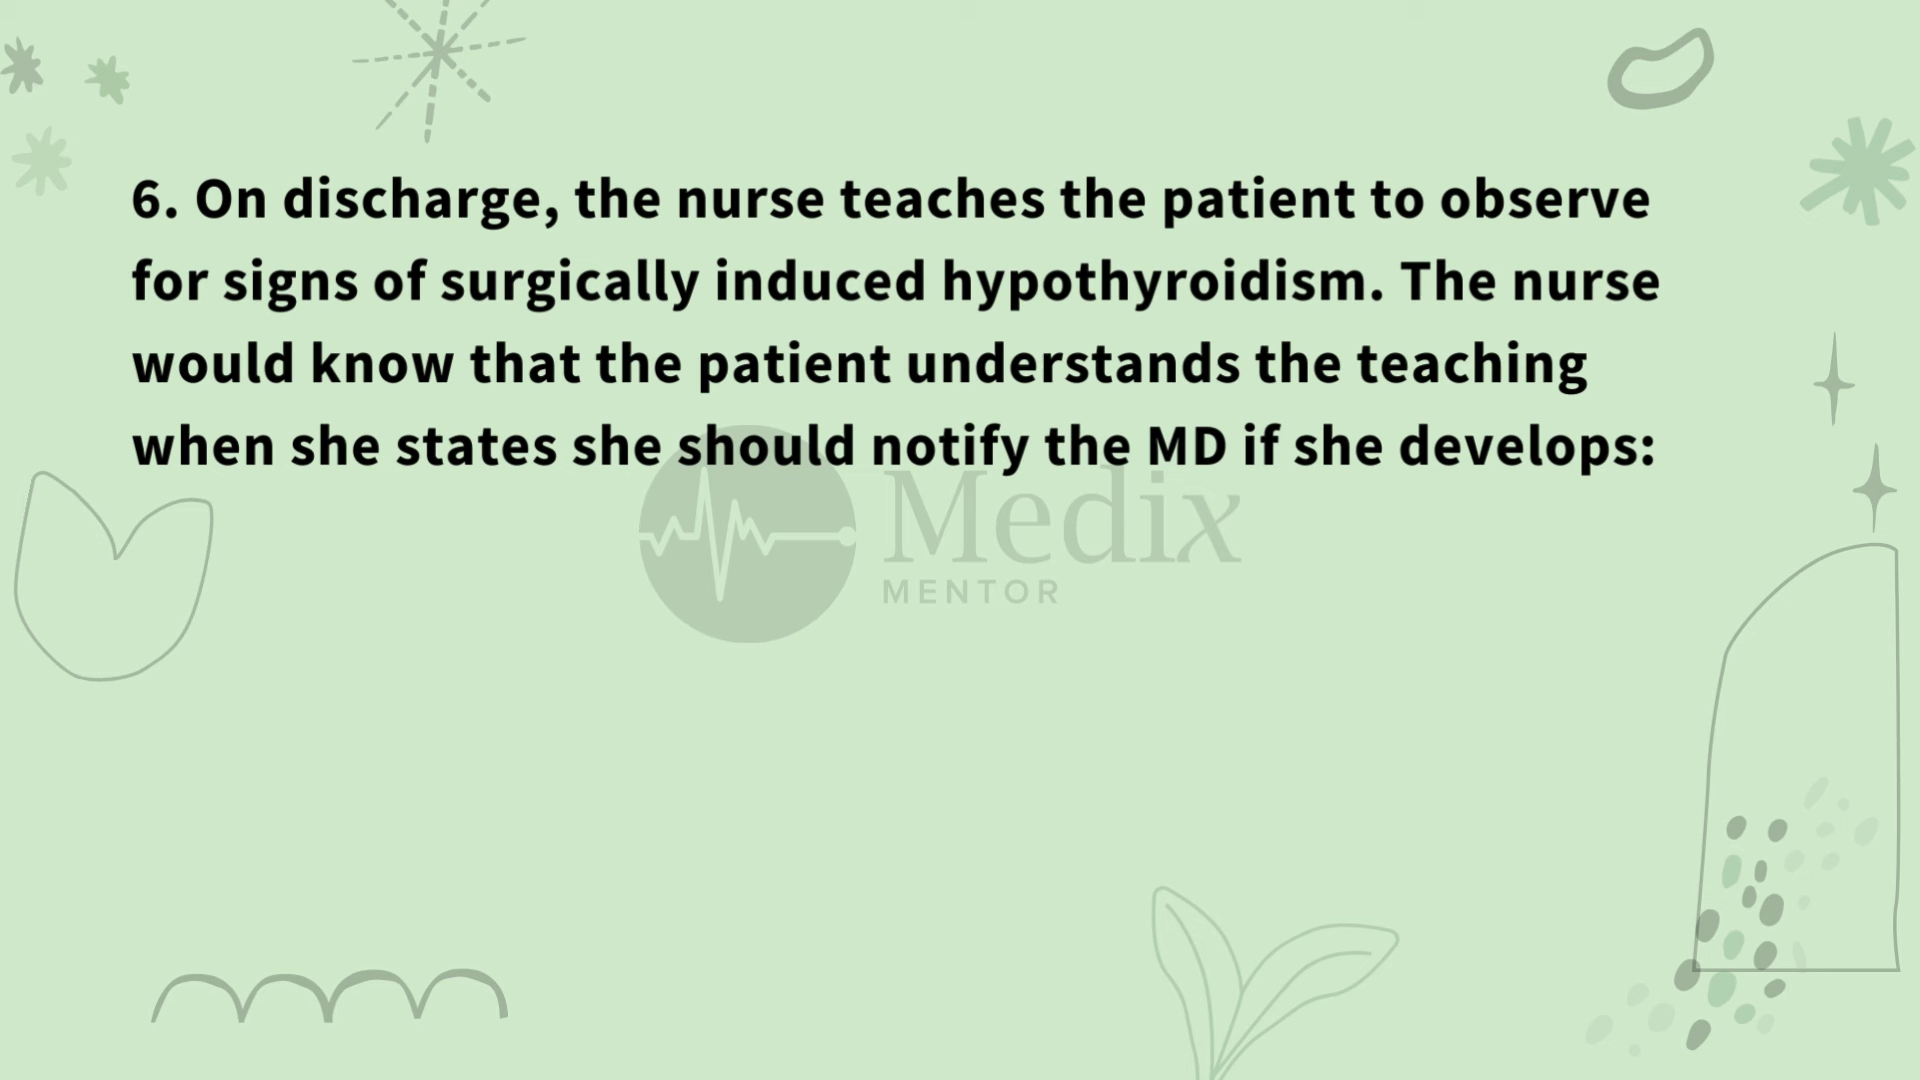 6. On discharge, the nurse teaches the patient to observe
for signs of surgically induced hypothyroidism. The nurse
would know that the patient understands the teaching
when she states she should notify the MD if she develops:
Medix
MENTOR